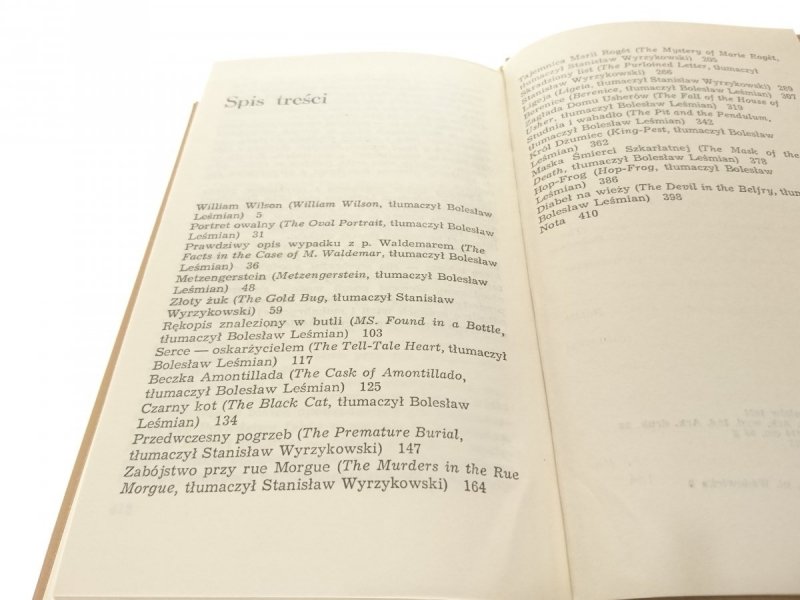 Spis treści
William Wilson (William Wilson, tłumaczył Bolesław
Leśmian) 5
Portret owalny (The Oval Portrait, tłumaczył Bolesław
Leśmian) 31
Prawdziwy opis wypadku z p. Waldemarem (The
Facts in the Case of M. Waldemar, tłumaczył Bolesław
Leśmian) 36
Metzengerstein (Metzengerstein, tłumaczył Bolesław
Leśmian) 48
Złoty żuk (The Gold Bug, tłumaczył Stanisław
Wyrzykowski) 59
Rękopis znaleziony w butli (MS. Found in a Bottle,
tłumaczył Bolesław Leśmian) 103
Serce — oskarżycielem (The Tell-Tale Heart, tłumaczył
Bolesław Leśmian) 117
Beczka Amontillada (The Cask of Amontillado,
tłumaczył Bolesław Leśmian) 125
Czarny kot (The Black Cat, tłumaczył Bolesław
Leśmian) 134
Przedwczesny pogrzeb (The Premature Burial,
tłumaczył Stanisław Wyrzykowski) 147
Zabójstwo przy rue Morgue (The Murders in the Rue
Morgue, tłumaczył Stanisław Wyrzykowski) 164
Tajemnica Marii Rogêt (The Mystery of Marie Rogêt,
tłumaczył Stanisław Wyrzykowski) 205
Skradziony list (The Purloined Letter, tłumaczył
Stanisław Wyrzykowski) 266
Ligeja (Ligeia, tłumaczył Stanisław Wyrzykowski) 289
Berenice (Berenice, tłumaczył Bolesław Leśmian) 307
Zagłada Domu Usherów (The Fall of the House of
Usher, tłumaczył Bolesław Leśmian) 319
Studnia i wahadło (The Pit and the Pendulum,
tłumaczył Bolesław Leśmian) 342
Król Dżumiec (King-Pest, tłumaczył Bolesław
Leśmian) 362
Maska Śmierci Szkarłatnej (The Mask of the
Death, tłumaczył Bolesław Leśmian) 378
Hop-Frog (Hop-Frog, tłumaczył Bolesław
Leśmian) 386
Diabeł na wieży (The Devil in the Belfry, tłum
Bolesław Leśmian) 398
Nota 410